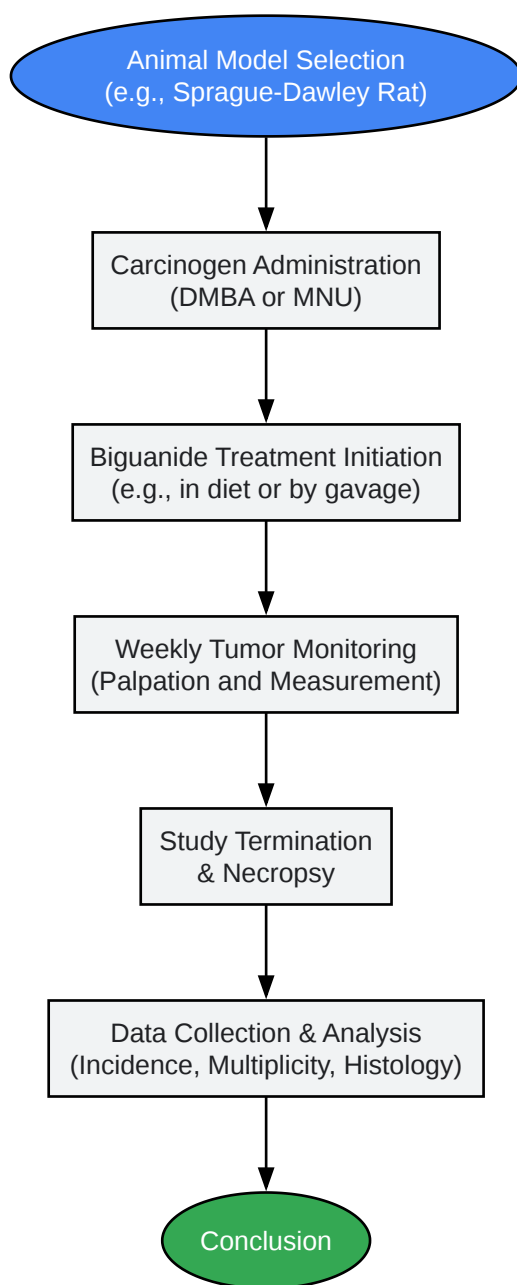 Animal Model Selection
(e.g., Sprague-Dawley Rat)
Carcinogen Administration
(DMBA or MNU)
Biguanide Treatment Initiation
(e.g., in diet or by gavage)
Weekly Tumor Monitoring
(Palpation and Measurement)
Study Termination
& Necropsy
Data Collection & Analysis
(Incidence, Multiplicity, Histology)
Conclusion